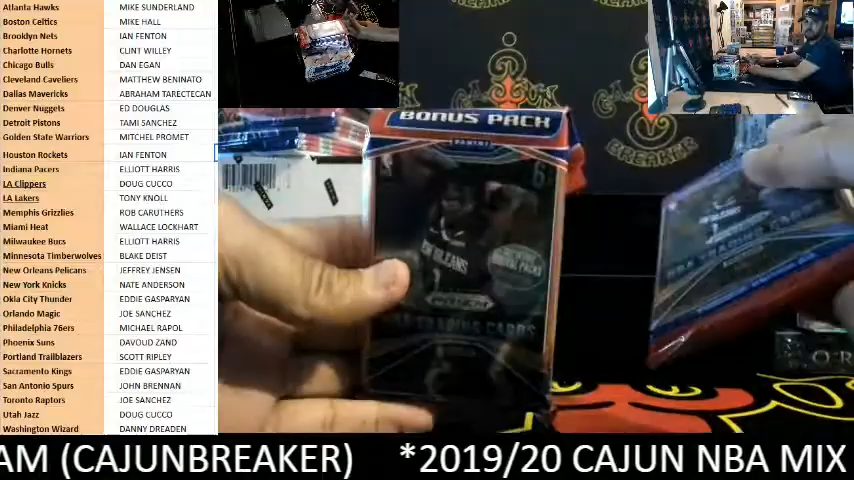 Atlanta Hawks MIKE SUNDERLAND
Boston Celtics MIKE HALL
Brooklyn Nets IAN FENTON
Charlotte Hornets CLINT WILLEY
Chicago Bulls DAN EGAN
Cleveland Cavaliers MATTHEW BENINATO
Dallas Mavericks ABRAHAM TARECTECAN
Denver Nuggets ED DOUGLAS
Detroit Pistons TAMI SANCHEZ
Golden State Warriors MITCHEL PROMET
Houston Rockets IAN FENTON
Indiana Pacers ELLIOTT HARRIS
LA Clippers DOUG CUCCO
LA Lakers TONY KNOLL
Memphis Grizzlies ROB CARUTHERS
Miami Heat WALLACE LOCKHART
Milwaukee Bucs ELLIOTT HARRIS
Minnesota Timberwolves BLAKE DEIST
New Orleans Pelicans JEFFREY JENSEN
New York Knicks NATE ANDERSON
Okla City Thunder EDDIE GASPARYAN
Orlando Magic JOE SANCHEZ
Philadelphia 76ers MICHAEL RAPOL
Phoenix Suns DAVOUD ZAND
Portland Trailblazers SCOTT RIPLEY
Sacramento Kings EDDIE GASPARYAN
San Antonio Spurs JOHN BRENNAN
Toronto Raptors JOE SANCHEZ
Utah Jazz DOUG CUCCO
Washington Wizard DANNY DREADEN
BONUS PACK
PANINI
6
NEW ORLEANS
PRIZM
TRADING CARDS
CAJUN
BREAKER
AM (CAJUNBREAKER) *2019/20 CAJUN NBA MIX